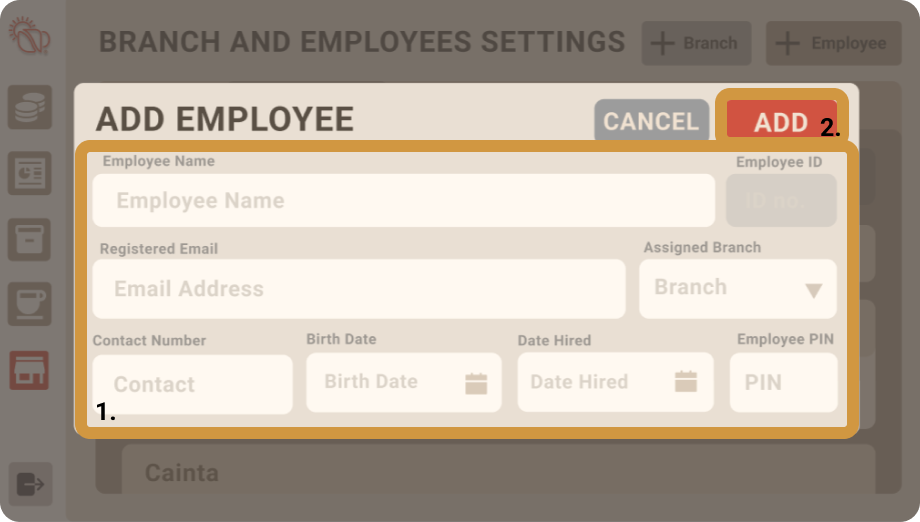 BRANCH AND EMPLOYEES SETTINGS
Branch
Employee
ADD EMPLOYEE
CANCEL
ADD
2.
Employee Name
Employee ID
Employee Name
ID no.
Registered Email
Assigned Branch
Email Address
Branch
Contact Number
Birth Date
Date Hired
Employee PIN
Contact
Birth Date
Date Hired
PIN
1.
Cainta